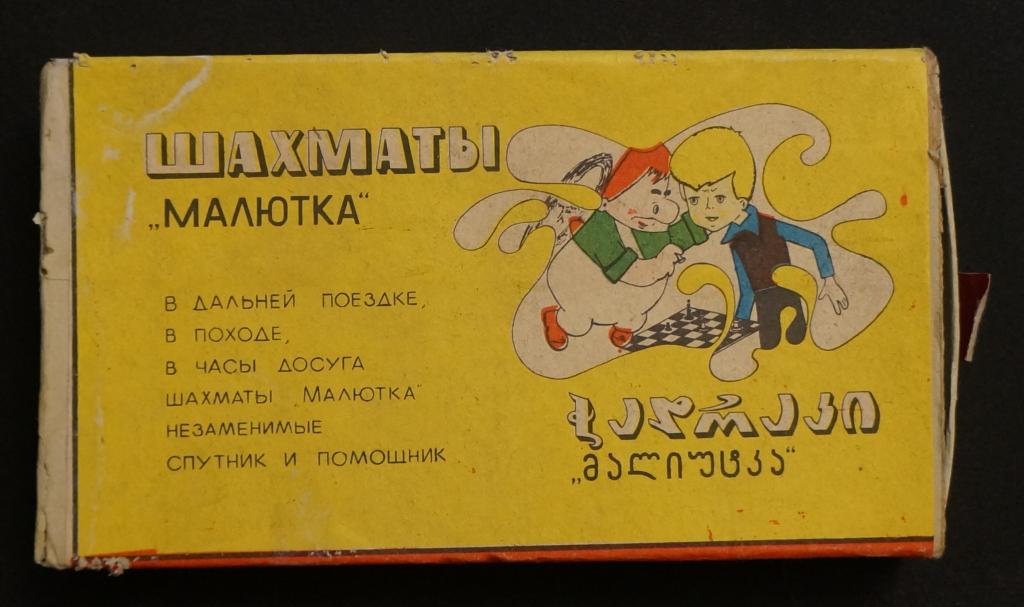 ШАХМАТЫ
„МАЛЮТКА“
В ДАЛЬНЕЙ ПОЕЗДКЕ,
В ПОХОДЕ,
В ЧАСЫ ДОСУГА
ШАХМАТЫ „МАЛЮТКА“
НЕЗАМЕНИМЫЕ
СПУТНИК И ПОМОЩНИК
ჭადრაკი
„მალიუტკა“